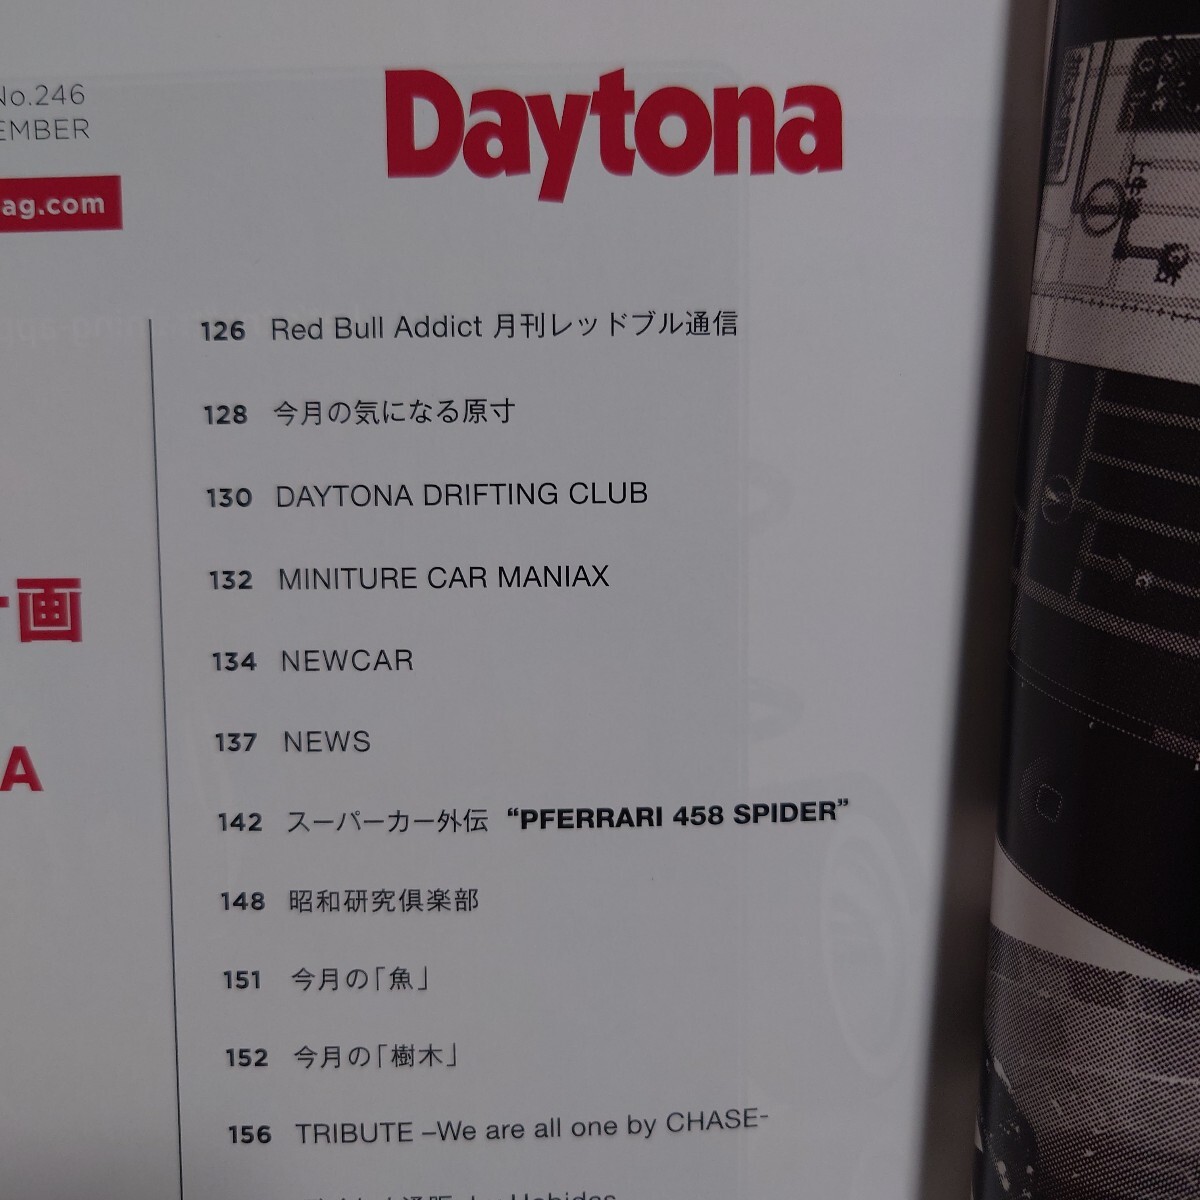 No.246
EMBER
ag.com
Daytona
画
A
126 Red Bull Addict 月刊レッドブル通信
128 今月の気になる原寸
130 DAYTONA DRIFTING CLUB
132 MINITURE CAR MANIAX
134 NEWCAR
137 NEWS
142 スーパーカー外伝 “PFERRARI 458 SPIDER”
148 昭和研究倶楽部
151 今月の「魚」
152 今月の「樹木」
156 TRIBUTE –We are all one by CHASE-